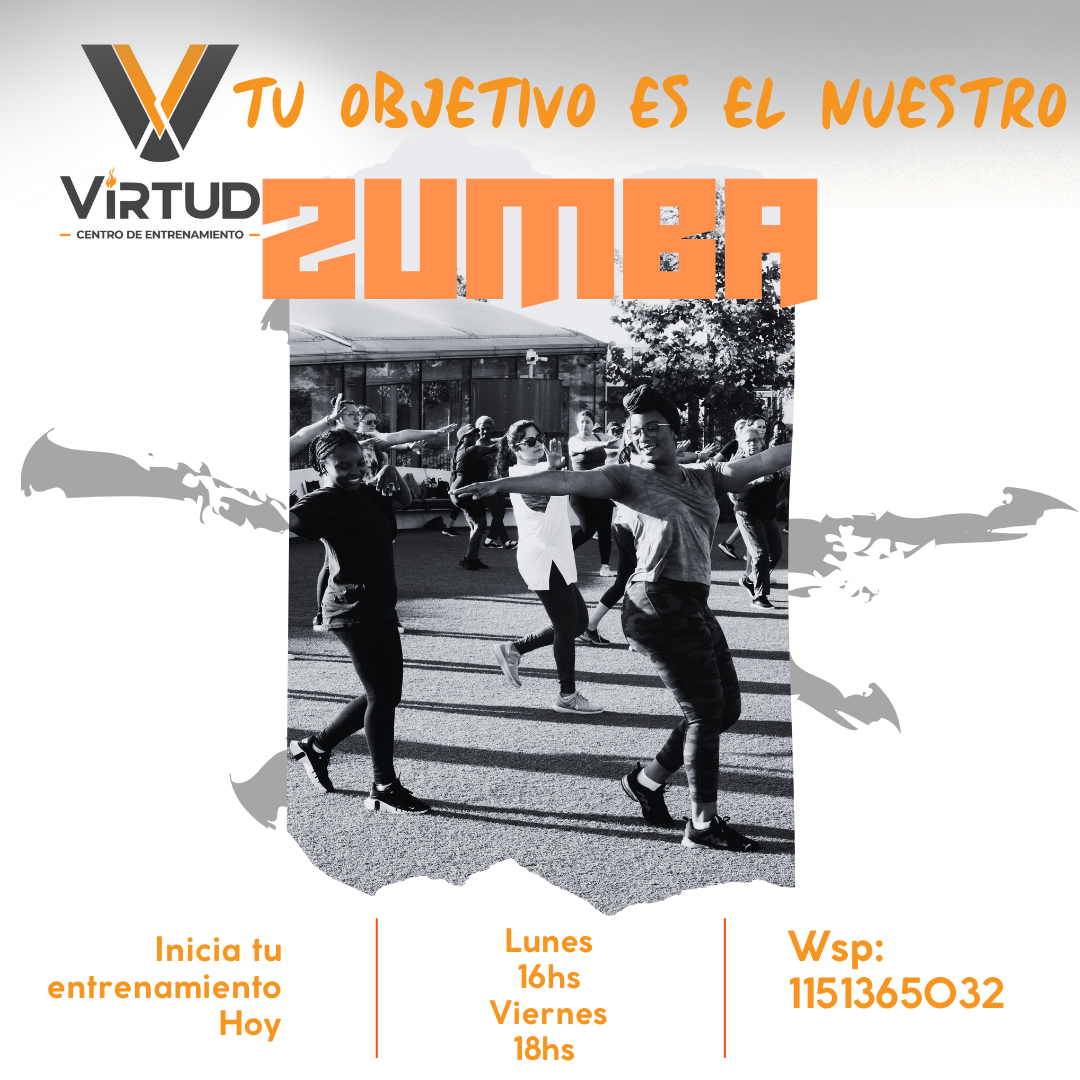 TU OBJETIVO ES EL NUESTRO
VIRTUD
CENTRO DE ENTRENAMIENTO
ZUMBA
Inicia tu
entrenamiento
Hoy
Lunes
16hs
Viernes
18hs
Wsp:
1151365032